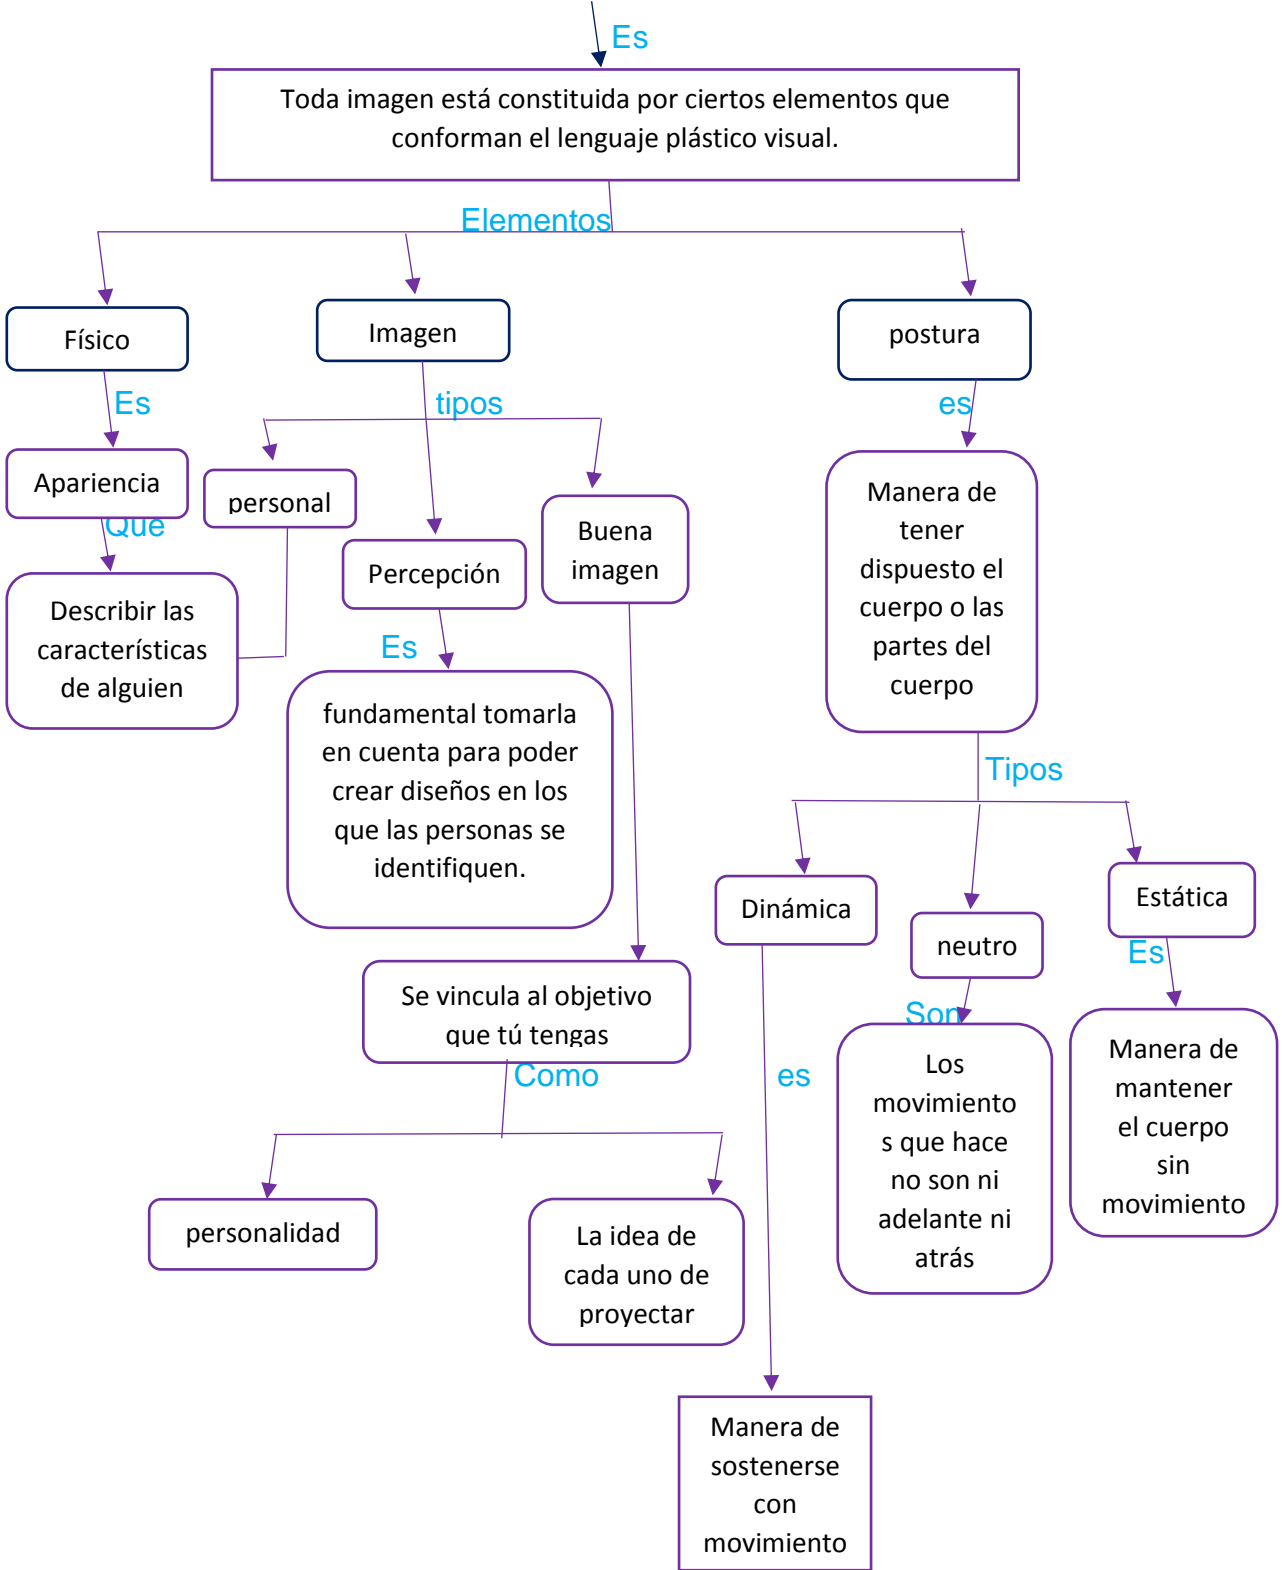 Es
Toda imagen está constituida por ciertos elementos que
conforman el lenguaje plástico visual.
Elementos
Físico
Imagen
postura
Es
tipos
es
Apariencia
personal
Buena
imagen
Manera de
tener
dispuesto el
cuerpo o las
partes del
cuerpo
Que
Percepción
Describir las
características
de alguien
Es
fundamental tomarla
en cuenta para poder
crear diseños en los
que las personas se
identifiquen.
Tipos
Dinámica
neutro
Estática
Es
Se vincula al objetivo
que tú tengas
Son
Como
es
Los
movimiento
s que hace
no son ni
adelante ni
atrás
Manera de
mantener
el cuerpo
sin
movimiento
personalidad
La idea de
cada uno de
proyectar
Manera de
sostenerse
con
movimiento